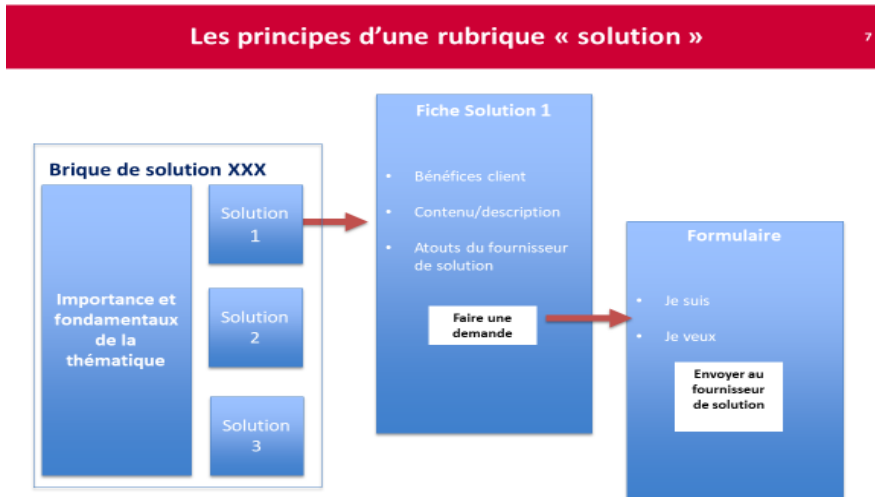 Les principes d’une rubrique « solution »
7
Brique de solution XXX
Importance et
fondamentaux
de la
thématique
Solution
1
Solution
2
Solution
3
Fiche Solution 1
• Bénéfices client
• Contenu/description
• Atouts du fournisseur
de solution
Faire une
demande
Formulaire
• Je suis
• Je veux
Envoyer au
fournisseur
de solution